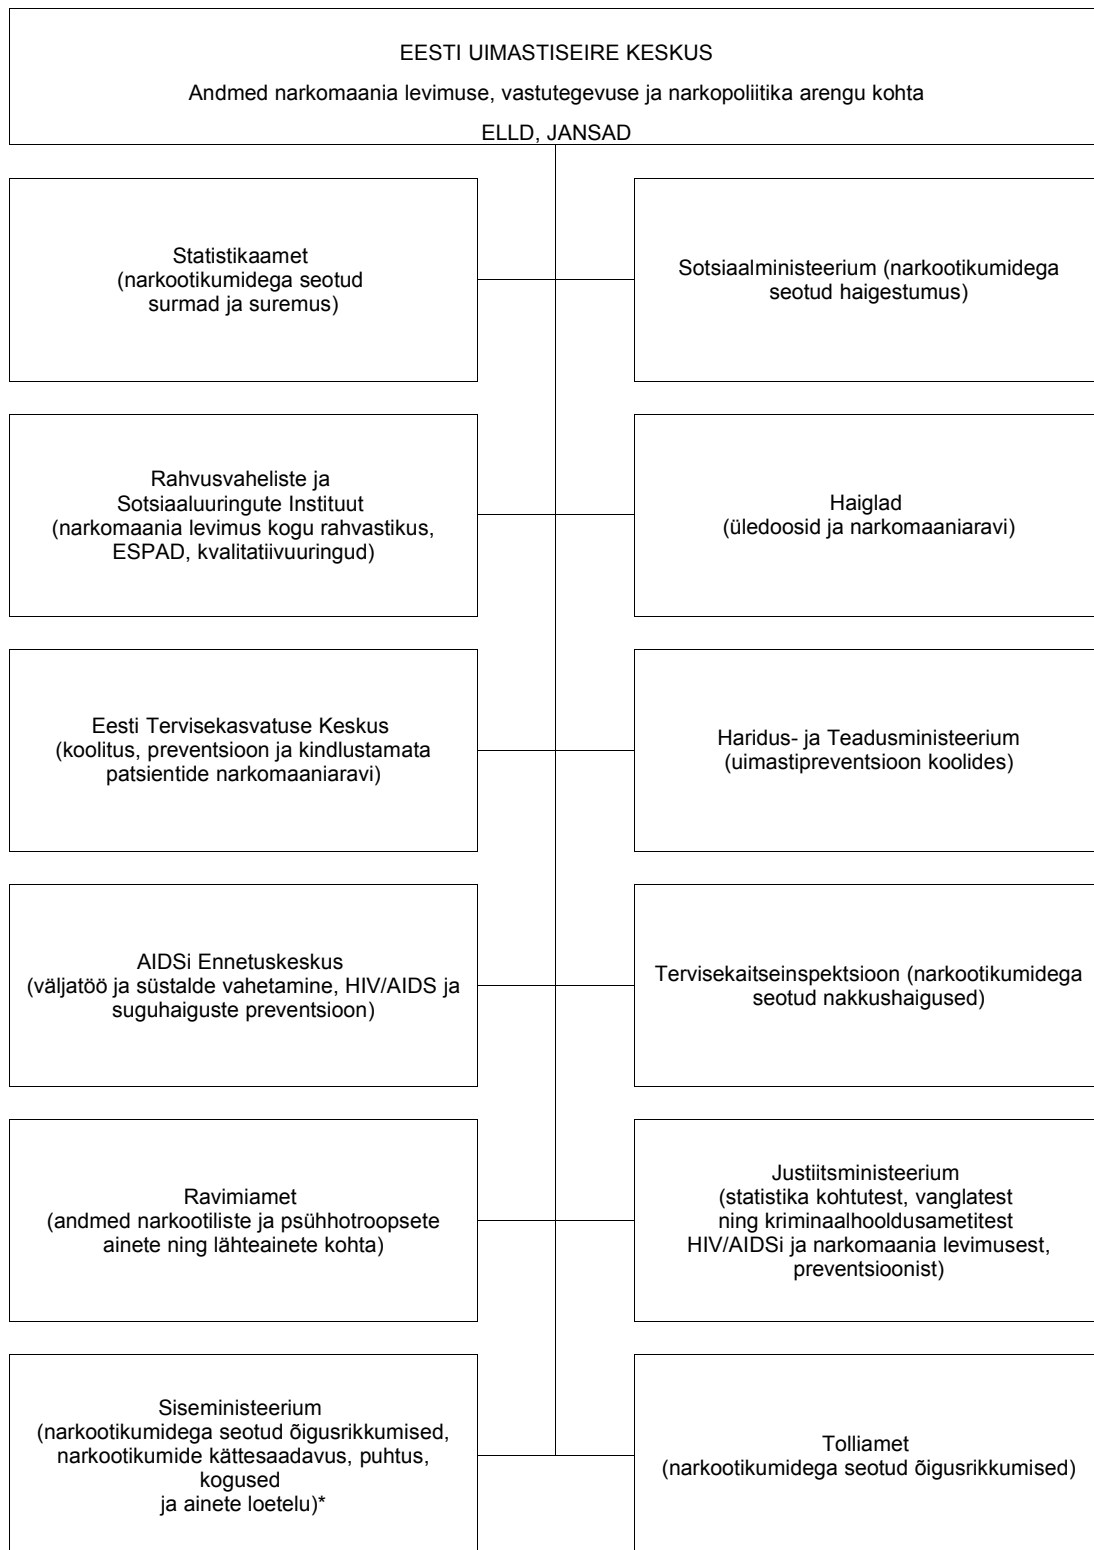 EESTI UIMASTISEIRE KESKUS
Andmed narkomaania levimuse, vastutegevuse ja narkopoliitika arengu kohta
ELLD, JANSAD
Statistikaamet
(narkootikumidega seotud
surmad ja suremus)
Sotsiaalministeerium (narkootikumidega
seotud haigestumus)
Rahvusvaheliste ja
Sotsiaaluuringute Instituut
(narkomaania levimus kogu rahvastikus,
ESPAD, kvalitatiivuuringud)
Haiglad
(üledoosid ja narkomaaniaravi)
Eesti Tervisekasvatuse Keskus
(koolitus, preventsioon ja kindlustamata
patsientide narkomaaniaravi)
Haridus- ja Teadusministeerium
(uimastipreventsioon koolides)
AIDSi Ennetuskeskus
(väljatöö ja süstalde vahetamine, HIV/AIDS ja
suguhaiguste preventsioon)
Tervisekaitseinspektsioon (narkootikumidega
seotud nakkushaigused)
Ravimiamet
(andmed narkootiliste ja psühhotroopsete
ainete ning lähteainete kohta)
Justiitsministeerium
(statistika kohtutest, vanglatest
ning kriminaalhooldusametitest
HIV/AIDSi ja narkomaania levimusest,
preventsioonist)
Siseministeerium
(narkootikumidega seotud õigusrikkumised,
narkootikumide kättesaadavus, puhtus,
kogused
ja ainete loetelu)*
Tolliamet
(narkootikumidega seotud õigusrikkumised)